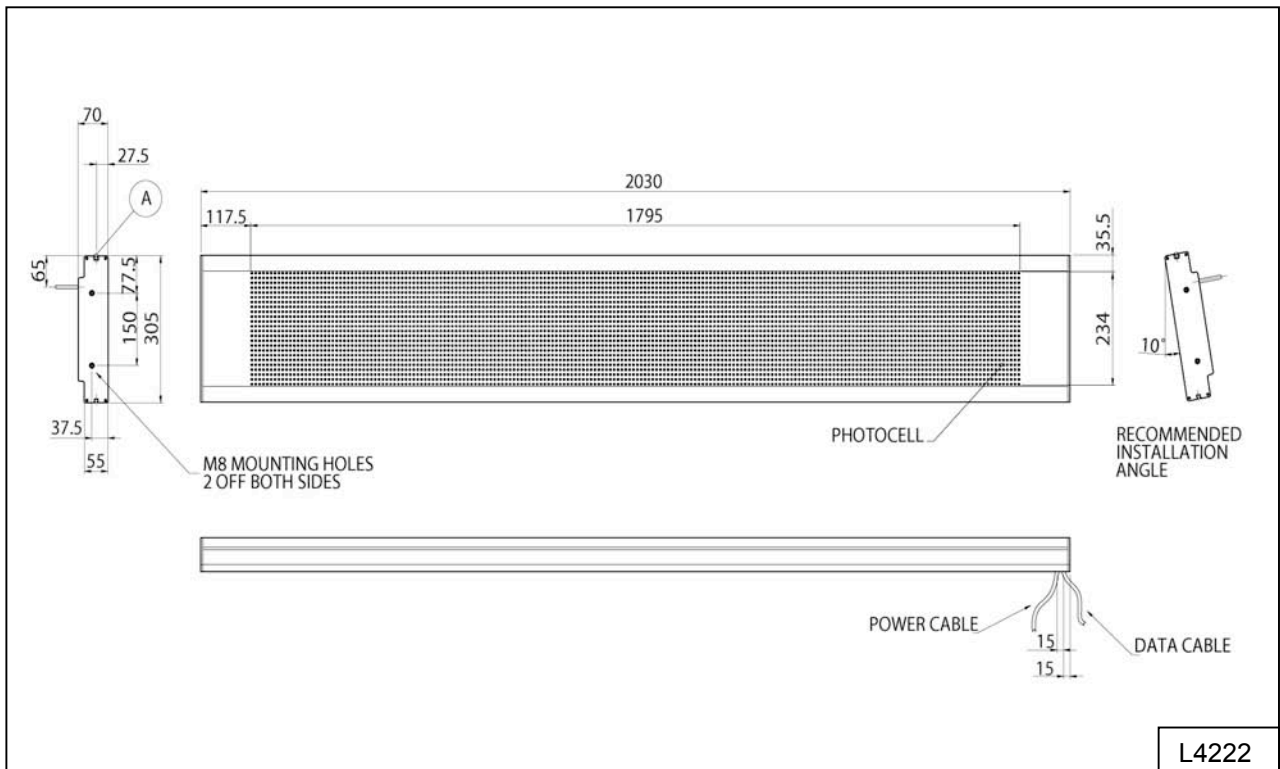 70
27.5
A
2030
117.5
1795
35.5
65
77.5
150
305
234
10°
37.5
55
M8 MOUNTING HOLES
2 OFF BOTH SIDES
PHOTOCELL
RECOMMENDED
INSTALLATION
ANGLE
POWER CABLE
DATA CABLE
15
15
L4222